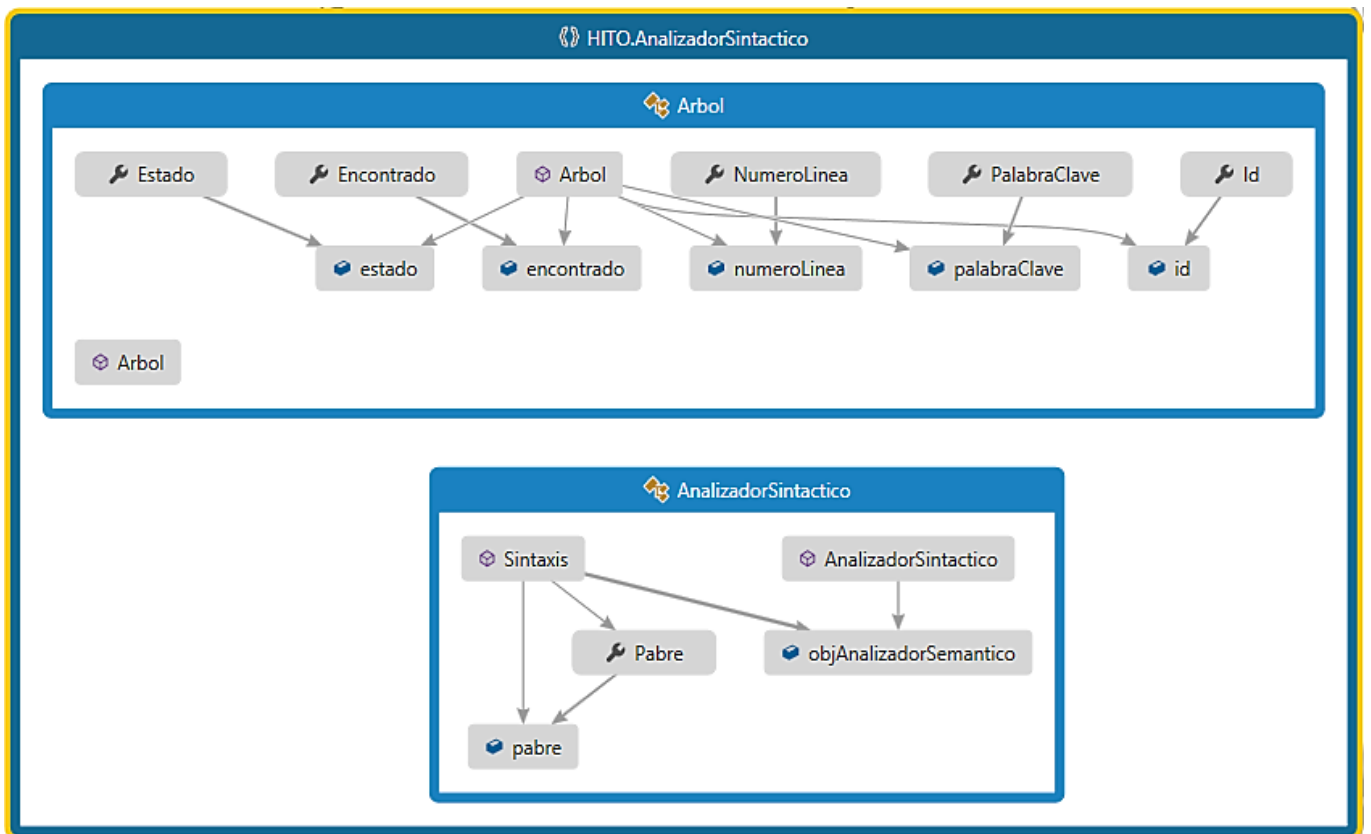 HITO.AnalizadorSintactico
Arbol
Estado
Encontrado
Arbol
NumeroLinea
PalabraClave
Id
estado
encontrado
numeroLinea
palabraClave
id
Arbol
AnalizadorSintactico
Sintaxis
AnalizadorSintactico
Pabre
objAnalizadorSemantico
pabre